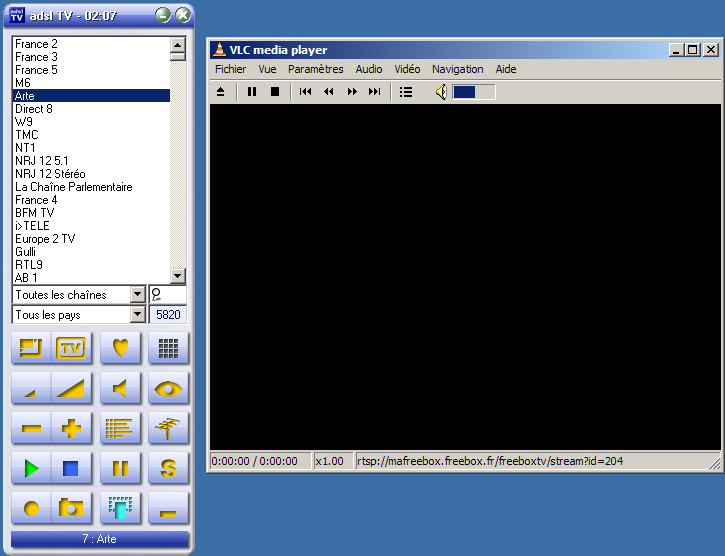 adsl TV - 02:07
France 2
France 3
France 5
M6
Arte
Direct 8
W9
TMC
NT1
NRJ 12 5.1
NRJ 12 Stéréo
La Chaîne Parlementaire
France 4
BFM TV
i>TELE
Europe 2 TV
Gulli
RTL9
AB 1
Toutes les chaînes
Tous les pays 5820
TV
S
7 : Arte
VLC media player
Fichier Vue Paramètres Audio Vidéo Navigation Aide
0:00:00 / 0:00:00 x1.00 rtsp://mafreebox.freebox.fr/freeboxtv/stream?id=204